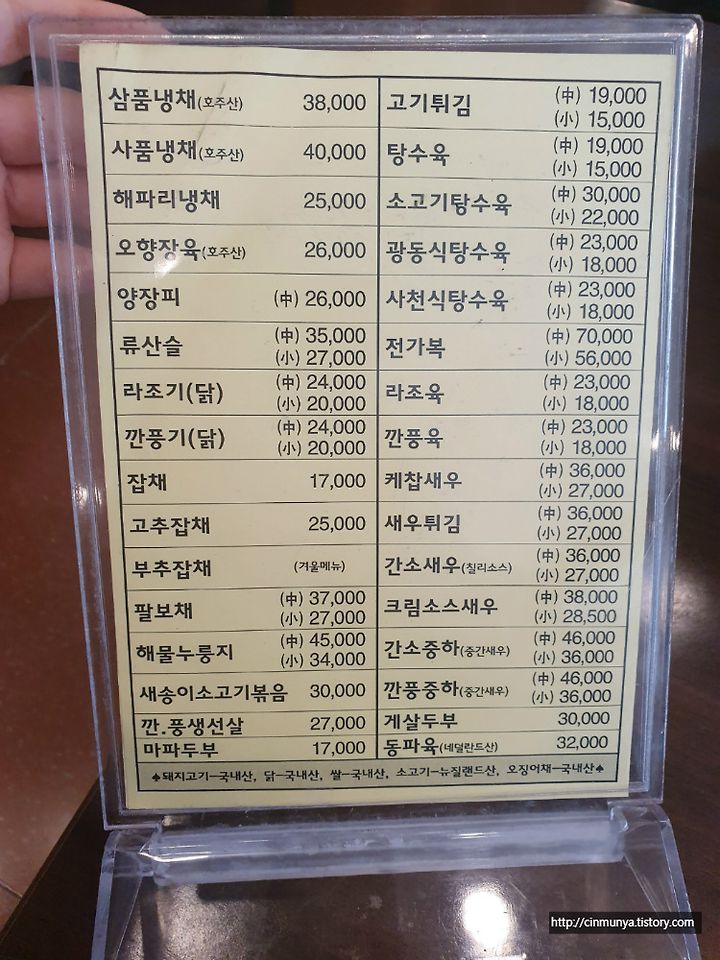 삼품냉채(호주산) 38,000
사품냉채(호주산) 40,000
해파리냉채 25,000
오향장육(호주산) 26,000
양장피 (中) 26,000
류산슬 (中) 35,000
(小) 27,000
라조기(닭) (中) 24,000
(小) 20,000
깐풍기(닭) (中) 24,000
(小) 20,000
잡채 17,000
고추잡채 25,000
부추잡채 (겨울메뉴)
팔보채 (中) 37,000
(小) 27,000
해물누룽지 (中) 45,000
(小) 34,000
새송이소고기볶음 30,000
깐.풍생선살 27,000
마파두부 17,000
고기튀김 (中) 19,000
(小) 15,000
탕수육 (中) 19,000
(小) 15,000
소고기탕수육 (中) 30,000
(小) 22,000
광동식탕수육 (中) 23,000
(小) 18,000
사천식탕수육 (中) 23,000
(小) 18,000
전가복 (中) 70,000
(小) 56,000
라조육 (中) 23,000
(小) 18,000
깐풍육 (中) 23,000
(小) 18,000
케찹새우 (中) 36,000
(小) 27,000
새우튀김 (中) 36,000
(小) 27,000
간소새우(칠리소스) (中) 36,000
(小) 27,000
크림소스새우 (中) 38,000
(小) 28,500
간소중하(중간새우) (中) 46,000
(小) 36,000
깐풍중하(중간새우) (中) 46,000
(小) 36,000
게살두부 30,000
동파육(네덜란드산) 32,000
♠돼지고기-국내산, 닭-국내산, 쌀-국내산, 소고기-뉴질랜드산, 오징어채-국내산♠
http://cinmunya.tistory.com